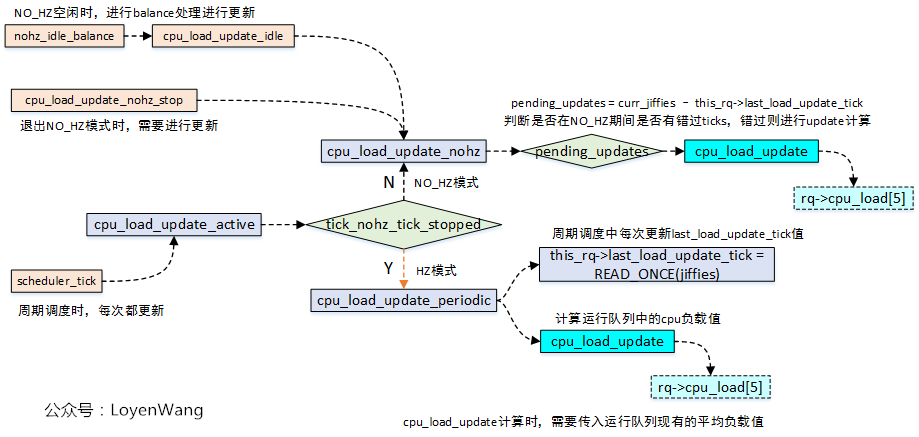 NO_HZ空闲时，进行balance处理进行更新
nohz_idle_balance
cpu_load_update_idle
cpu_load_update_nohz_stop
退出NO_HZ模式时，需要进行更新
pending_updates = curr_jiffies - this_rq->last_load_update_tick
判断是否在NO_HZ期间是否有错过ticks，错过则进行update计算
cpu_load_update_nohz
pending_updates
cpu_load_update
rq->cpu_load[5]
N
NO_HZ模式
cpu_load_update_active
tick_nohz_tick_stopped
scheduler_tick
周期调度时，每次都更新
Y
HZ模式
cpu_load_update_periodic
周期调度中每次更新last_load_update_tick值
this_rq->last_load_update_tick =
READ_ONCE(jiffies)
计算运行队列中的cpu负载值
cpu_load_update
rq->cpu_load[5]
公众号：LoyenWang
cpu_load_update计算时，需要传入运行队列现有的平均负载值